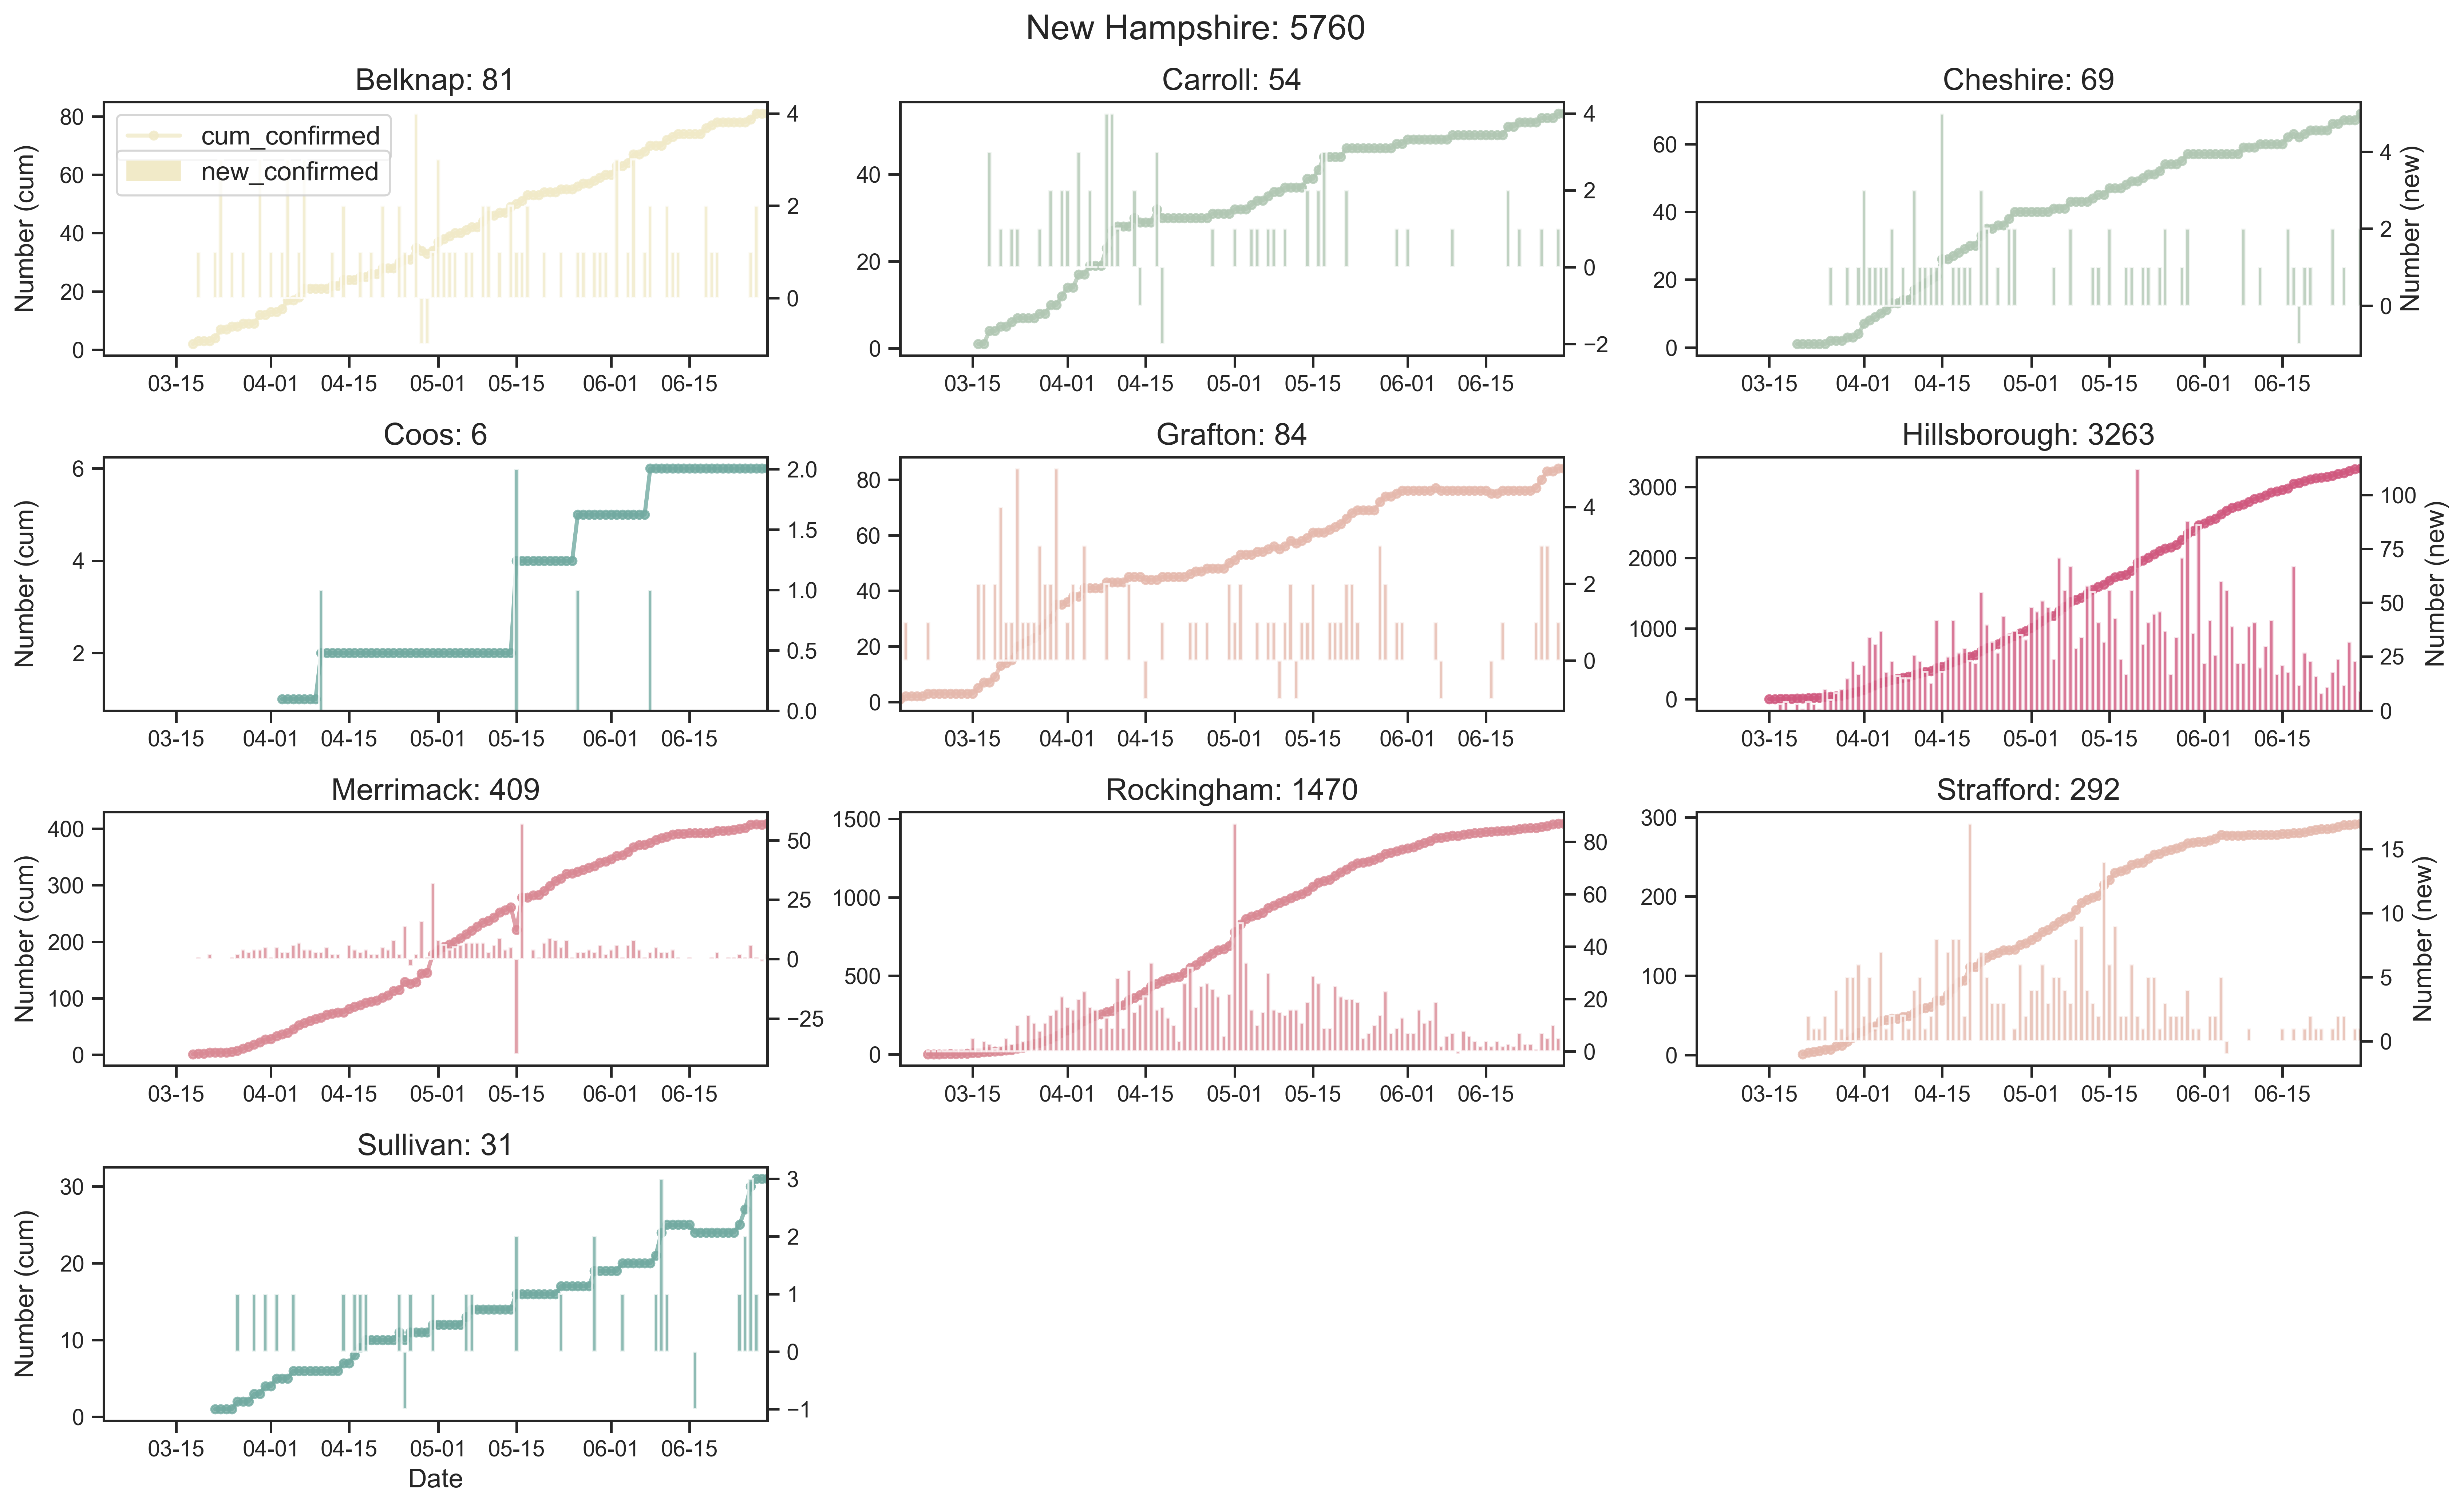 New Hampshire: 5760
Belknap: 81
Number (cum)
80
60
40
20
0
cum_confirmed
new_confirmed
4
2
0
03-15 04-01 04-15 05-01 05-15 06-01 06-15
Carroll: 54
40
20
0
4
2
0
−2
03-15 04-01 04-15 05-01 05-15 06-01 06-15
Cheshire: 69
60
40
20
0
4
2
0
Number (new)
03-15 04-01 04-15 05-01 05-15 06-01 06-15
Coos: 6
Number (cum)
6
4
2
2.0
1.5
1.0
0.5
0.0
03-15 04-01 04-15 05-01 05-15 06-01 06-15
Grafton: 84
80
60
40
20
0
4
2
0
03-15 04-01 04-15 05-01 05-15 06-01 06-15
Hillsborough: 3263
3000
2000
1000
0
100
75
50
25
0
Number (new)
03-15 04-01 04-15 05-01 05-15 06-01 06-15
Merrimack: 409
Number (cum)
400
300
200
100
0
50
25
0
−25
03-15 04-01 04-15 05-01 05-15 06-01 06-15
Rockingham: 1470
1500
1000
500
0
80
60
40
20
0
03-15 04-01 04-15 05-01 05-15 06-01 06-15
Strafford: 292
300
200
100
0
15
10
5
0
Number (new)
03-15 04-01 04-15 05-01 05-15 06-01 06-15
Sullivan: 31
Number (cum)
30
20
10
0
3
2
1
0
−1
03-15 04-01 04-15 05-01 05-15 06-01 06-15
Date